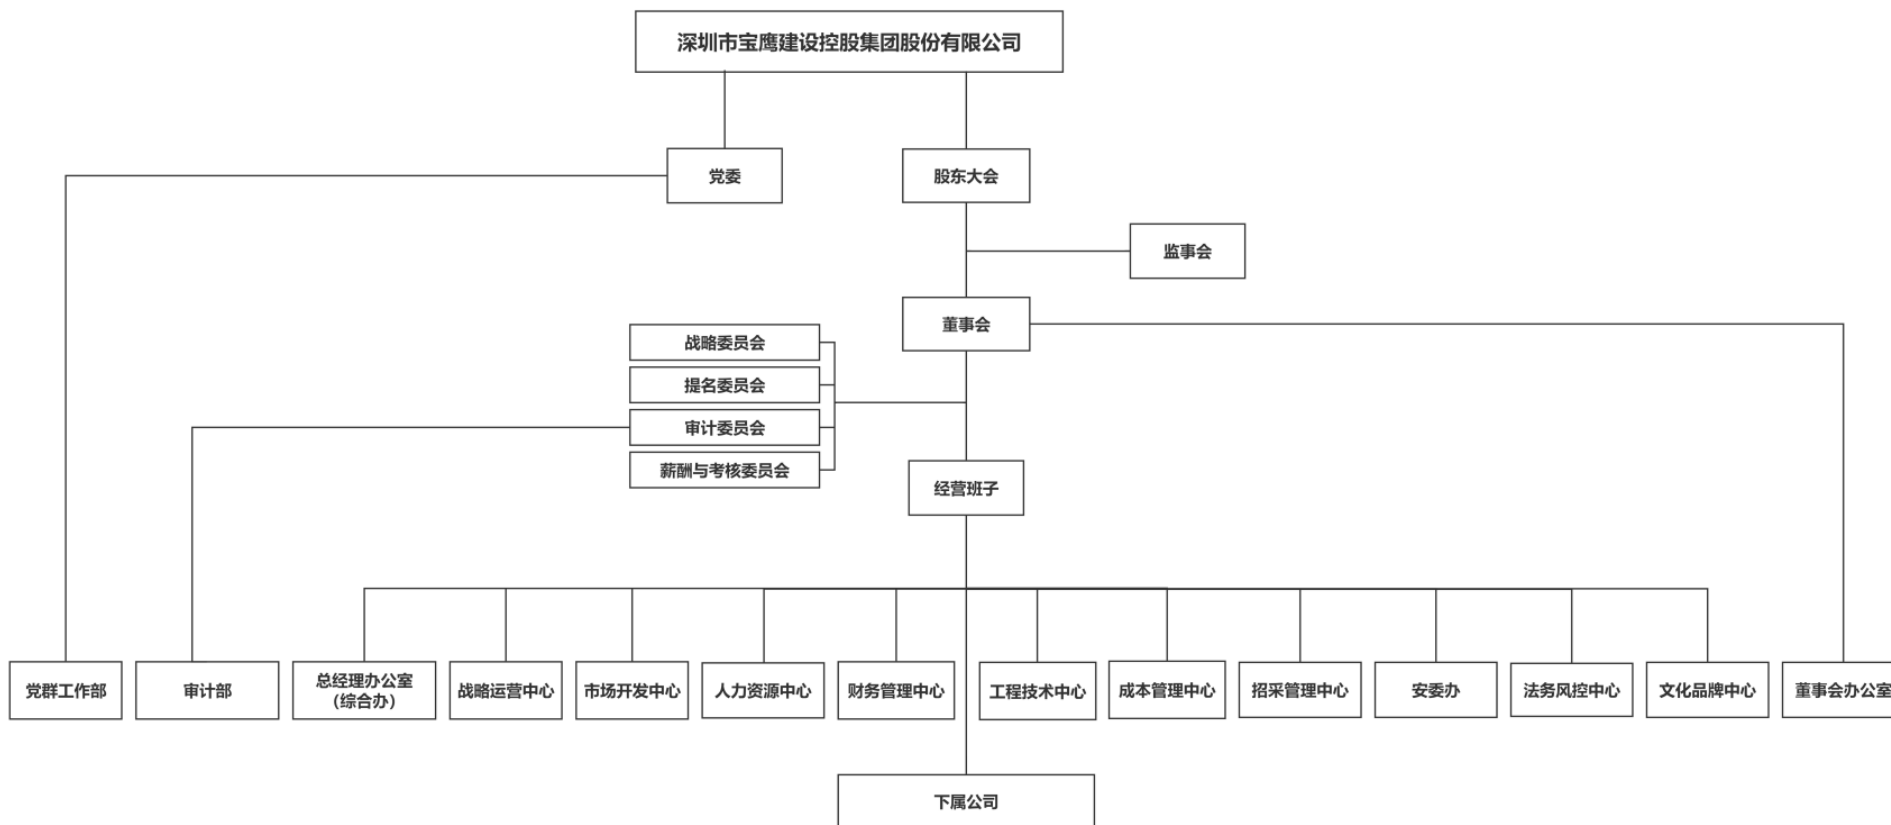 深圳市宝鹰建设控股集团股份有限公司
党委
股东大会
监事会
董事会
战略委员会
提名委员会
审计委员会
薪酬与考核委员会
经营班子
党群工作部
审计部
总经理办公室
（综合办）
战略运营中心
市场开发中心
人力资源中心
财务管理中心
工程技术中心
成本管理中心
招采管理中心
安委办
法务风控中心
文化品牌中心
董事会办公室
下属公司